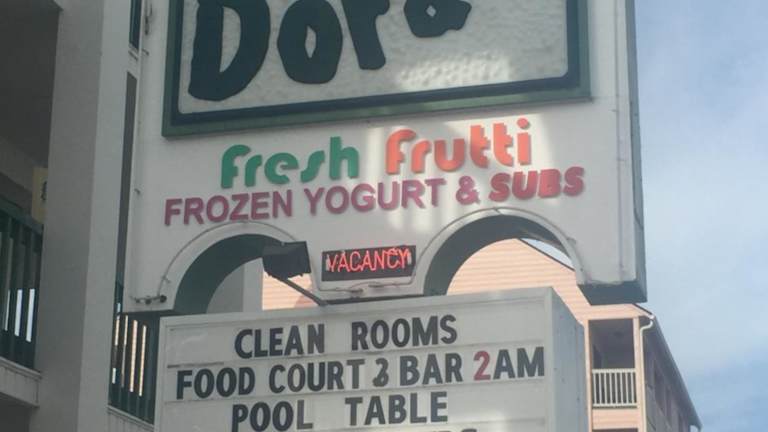 Dora
Fresh Frutti
FROZEN YOGURT & SUBS
VACANCY
CLEAN ROOMS
FOOD COURT 3 BAR 2AM
POOL TABLE